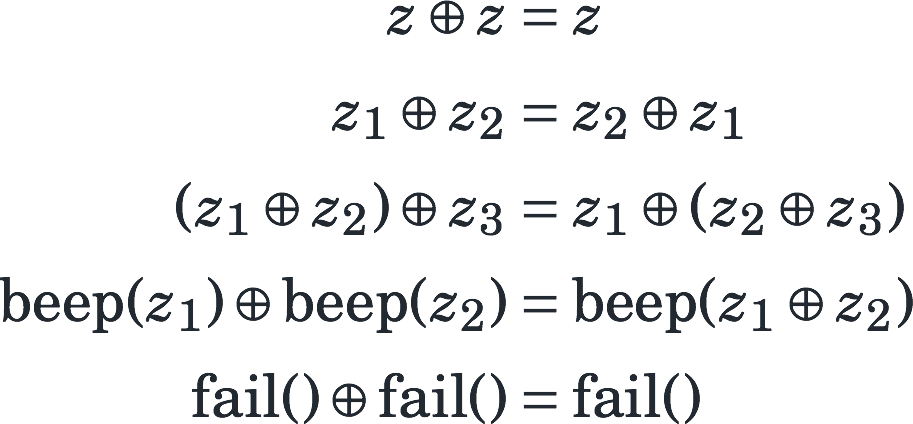 z ⊕ z = z
z₁ ⊕ z₂ = z₂ ⊕ z₁
(z₁ ⊕ z₂) ⊕ z₃ = z₁ ⊕ (z₂ ⊕ z₃)
beep(z₁) ⊕ beep(z₂) = beep(z₁ ⊕ z₂)
fail() ⊕ fail() = fail()